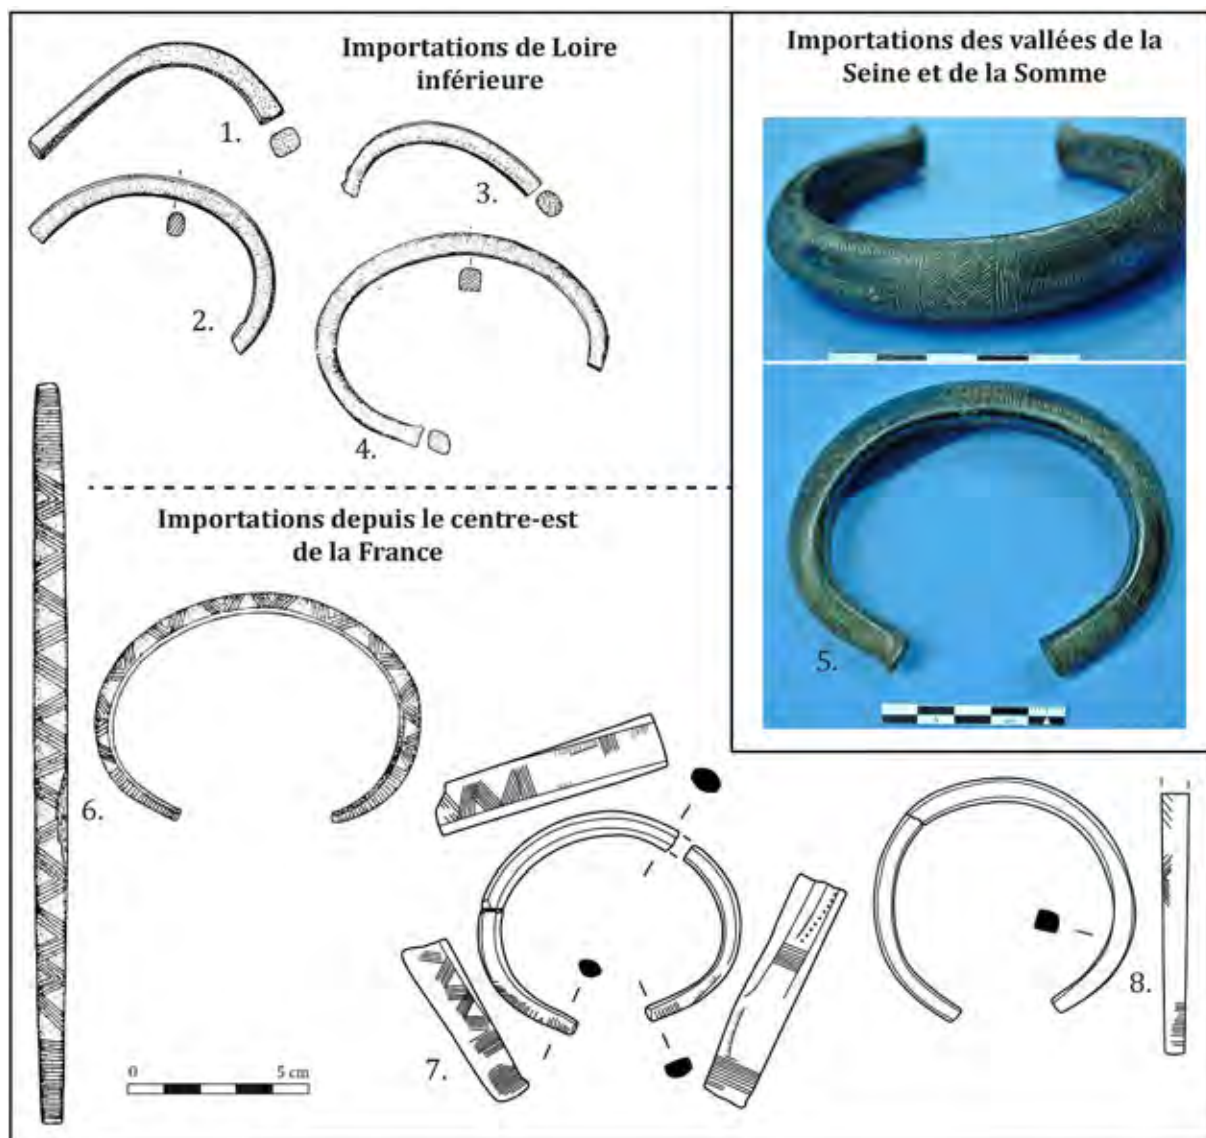 Importations de Loire
inférieure
1.
2.
3.
4.
Importations des vallées de la
Seine et de la Somme
5.
Importations depuis le centre-est
de la France
6.
7.
8.
0 5 cm